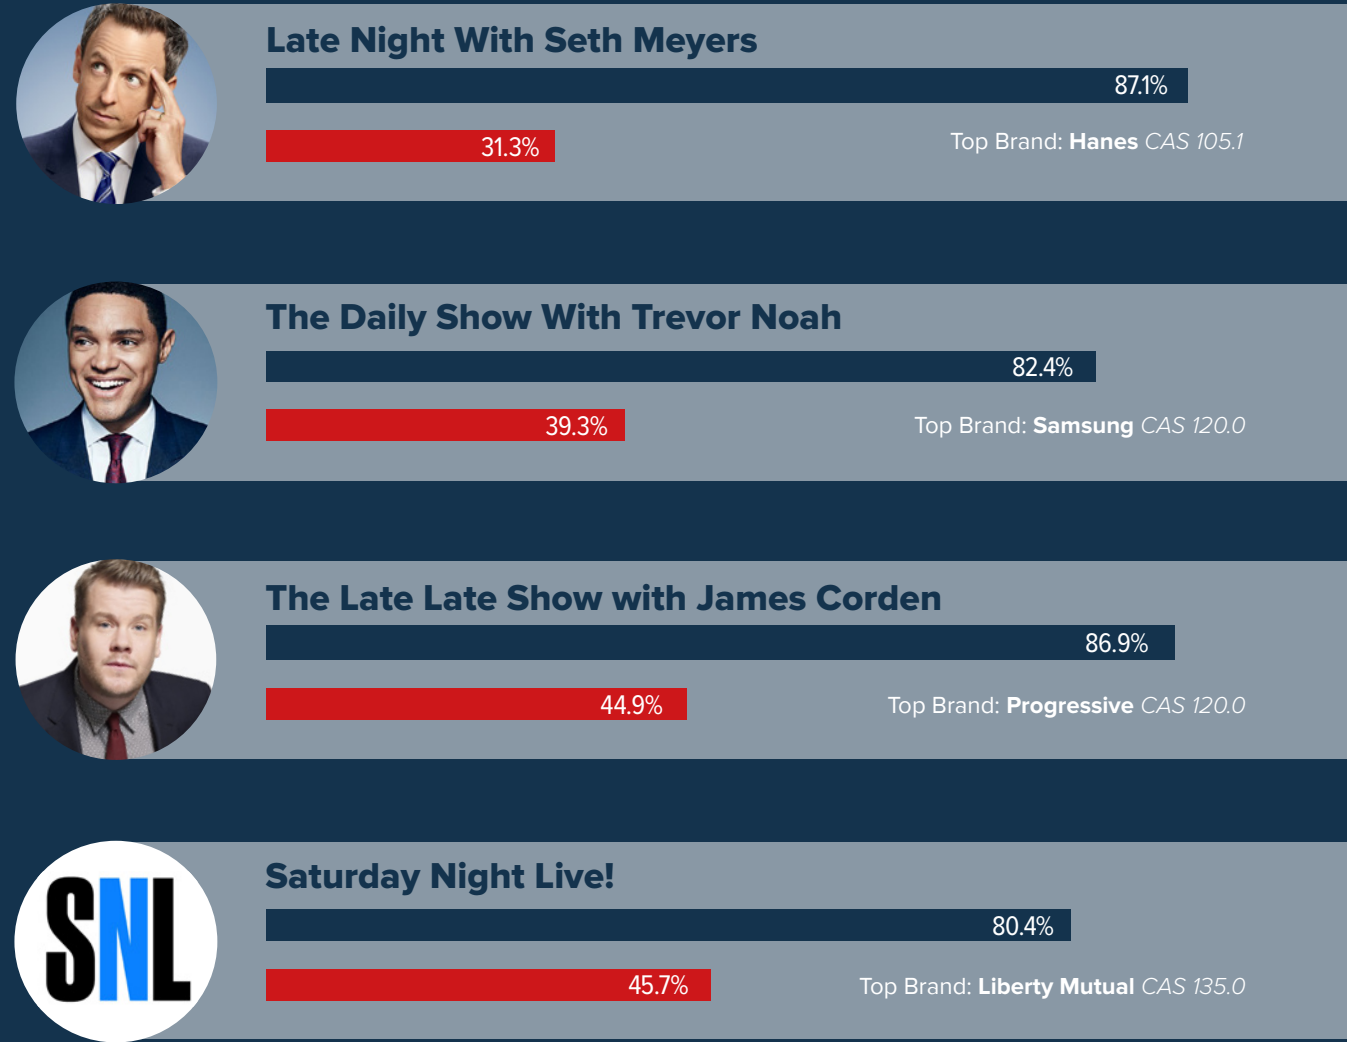 Late Night With Seth Meyers
87.1%
31.3%
Top Brand: Hanes CAS 105.1
The Daily Show With Trevor Noah
82.4%
39.3%
Top Brand: Samsung CAS 120.0
The Late Late Show with James Corden
86.9%
44.9%
Top Brand: Progressive CAS 120.0
SNL
Saturday Night Live!
80.4%
45.7%
Top Brand: Liberty Mutual CAS 135.0